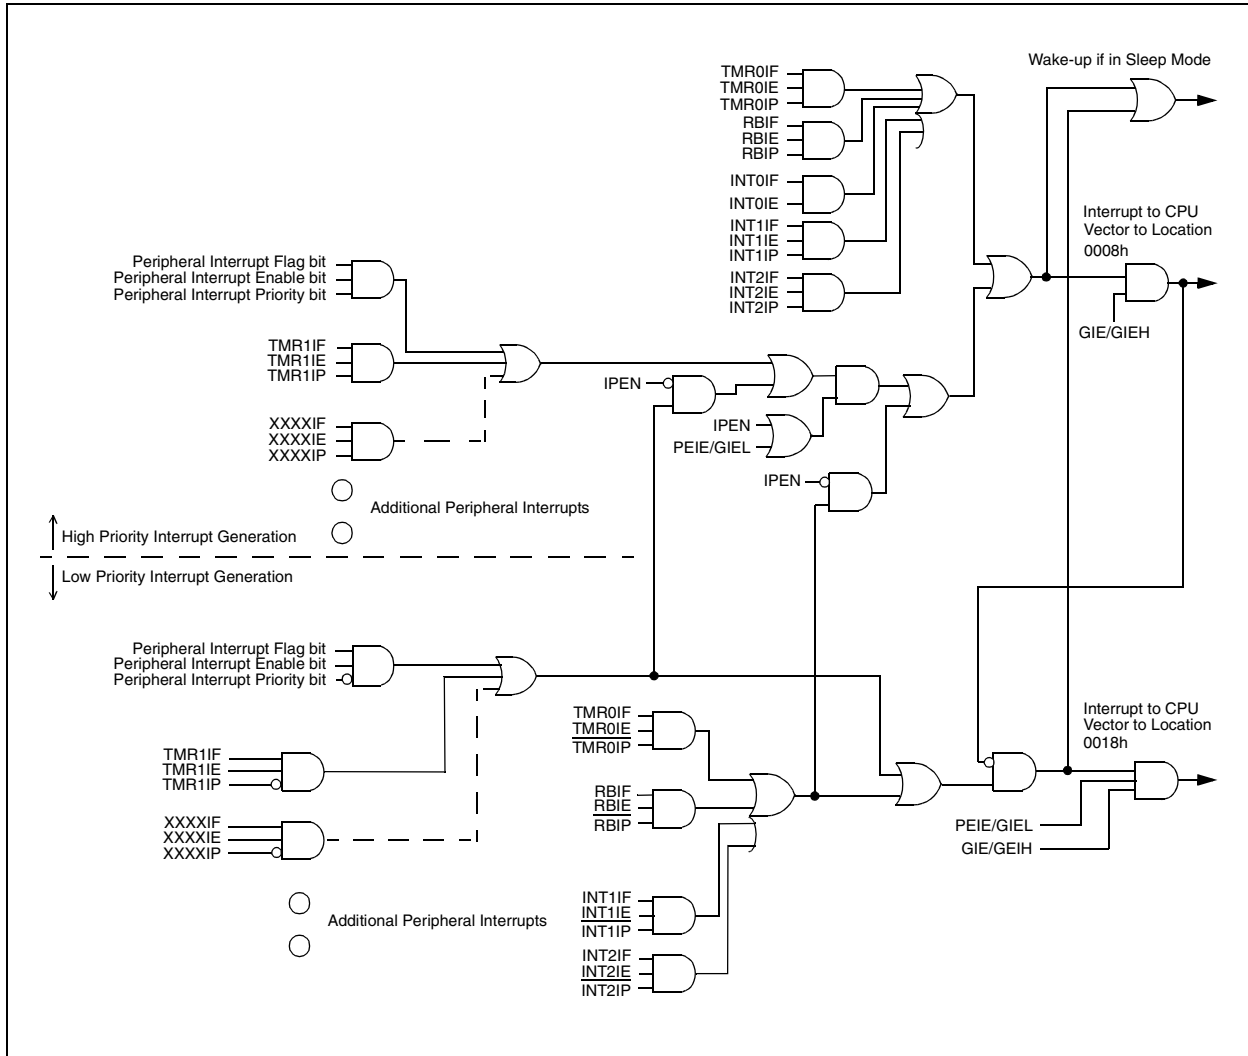 Wake-up if in Sleep Mode
TMR0IF
TMR0IE
TMR0IP
RBIF
RBIE
RBIP
INT0IF
INT0IE
INT1IF
INT1IE
INT1IP
INT2IF
INT2IE
INT2IP
Interrupt to CPU
Vector to Location
0008h
GIE/GIEH
Peripheral Interrupt Flag bit
Peripheral Interrupt Enable bit
Peripheral Interrupt Priority bit
TMR1IF
TMR1IE
TMR1IP
XXXXIF
XXXXIE
XXXXIP
IPEN
IPEN
PEIE/GIEL
IPEN
Additional Peripheral Interrupts
High Priority Interrupt Generation
Low Priority Interrupt Generation
Peripheral Interrupt Flag bit
Peripheral Interrupt Enable bit
Peripheral Interrupt Priority bit
TMR1IF
TMR1IE
TMR1IP
XXXXIF
XXXXIE
XXXXIP
Additional Peripheral Interrupts
TMR0IF
TMR0IE
TMR0IP
RBIF
RBIE
RBIP
INT1IF
INT1IE
INT1IP
INT2IF
INT2IE
INT2IP
Interrupt to CPU
Vector to Location
0018h
PEIE/GIEL
GIE/GEIH